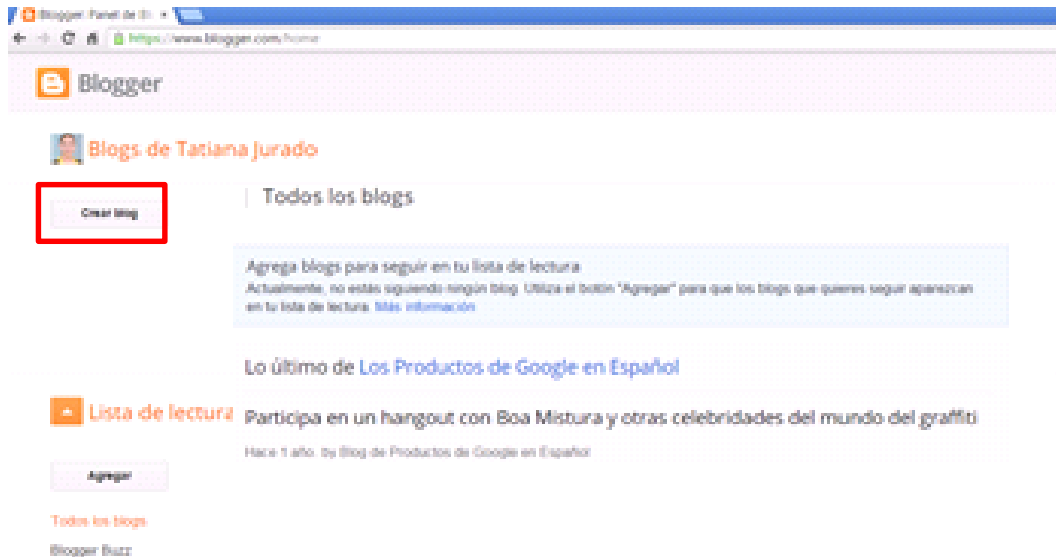 Blogger: Panel de
https://www.blogger.com/home
Blogger
Blogs de Tatiana Jurado
Crear blog
Todos los blogs
Agrega blogs para seguir en tu lista de lectura
Actualmente, no estás siguiendo ningún blog. Utiliza el botón "Agregar" para que los blogs que quieres seguir aparezcan
en tu lista de lectura. Más información
Lo último de Los Productos de Google en Español
Lista de lectura
Participa en un hangout con Boa Mistura y otras celebridades del mundo del graffiti
Hace 1 año. by Blog de Productos de Google en Español
Agregar
Todos los blogs
Blogger Buzz